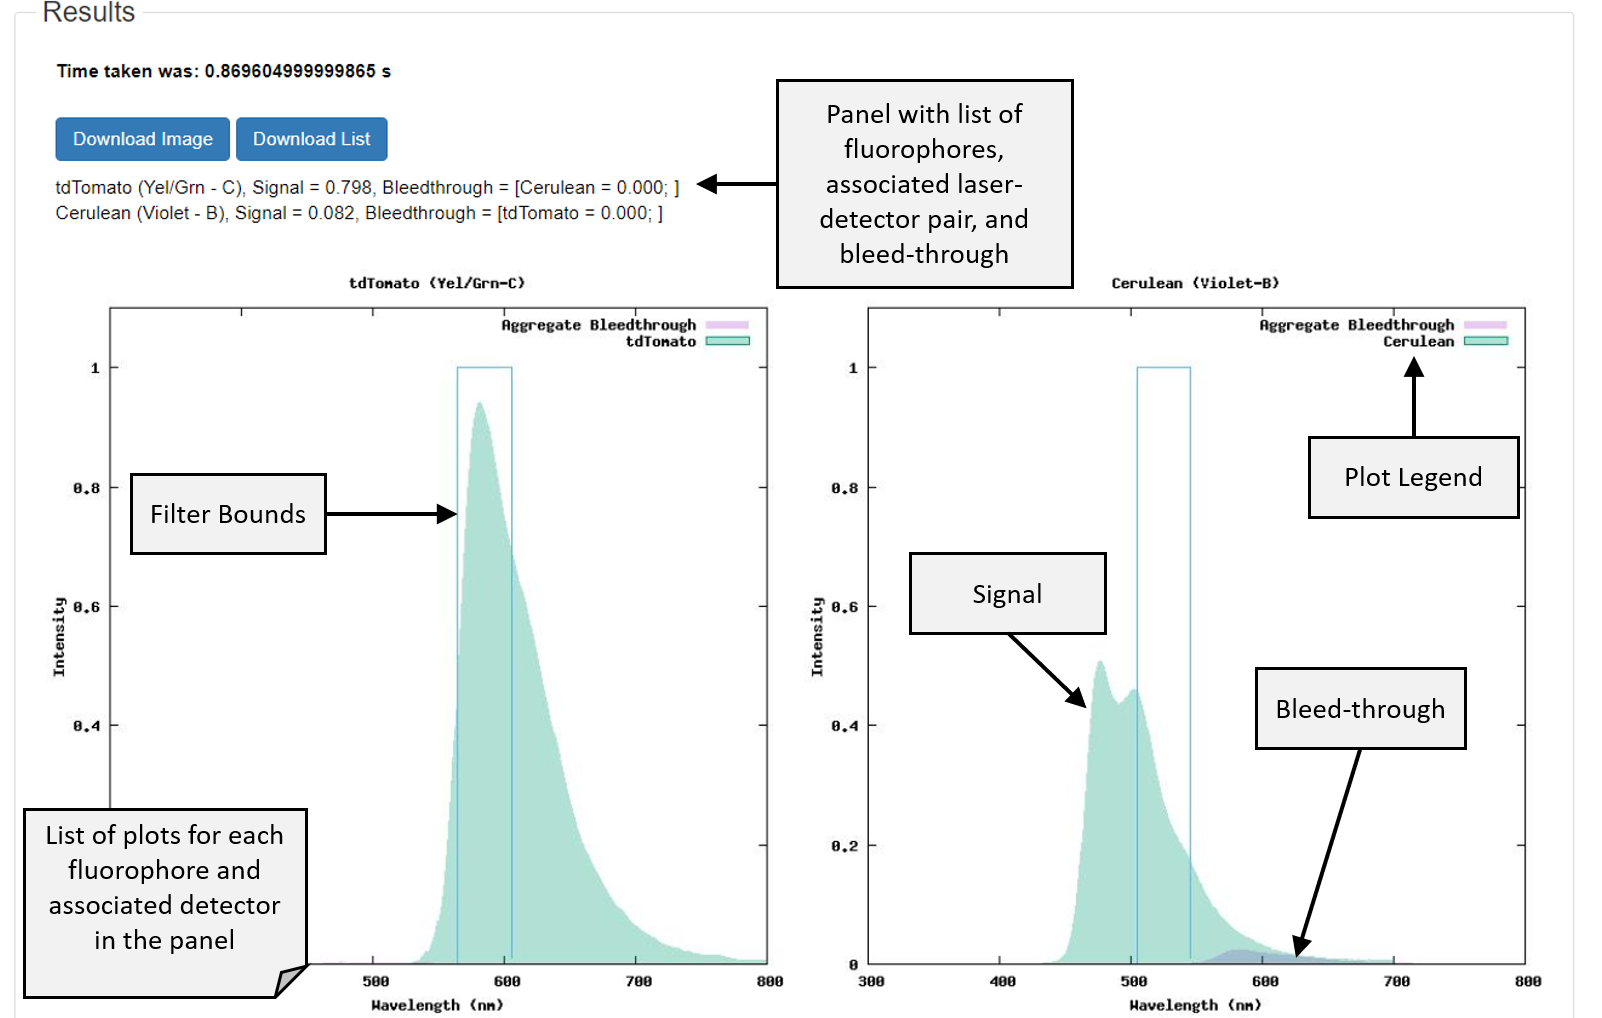 Results
Time taken was: 0.869604999999865 s
Download Image
Download List
tdTomato (Yel/Grn - C), Signal = 0.798, Bleedthrough = [Cerulean = 0.000; ]
Cerulean (Violet - B), Signal = 0.082, Bleedthrough = [tdTomato = 0.000; ]
Panel with list of
fluorophores,
associated laser-
detector pair, and
bleed-through
tdTomato (Yel/Grn-C)
Aggregate Bleedthrough
tdTomato
1
0.8
0.6
0.4
Intensity
Filter Bounds
List of plots for each
fluorophore and
associated detector
in the panel
500
600
700
800
Wavelength (nm)
Cerulean (Violet-B)
Aggregate Bleedthrough
Cerulean
Plot Legend
1
0.8
0.6
0.4
0.2
0
Intensity
Signal
Bleed-through
300
400
500
600
700
800
Wavelength (nm)